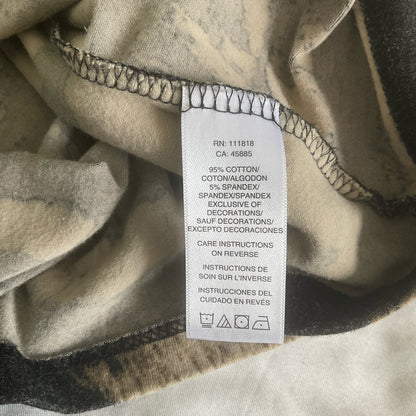 RN: 111818
CA: 45885
95% COTTON/
COTON/ALGODON
5% SPANDEX/
SPANDEX/SPANDEX
EXCLUSIVE OF
DECORATIONS/
SAUF DECORATIONS/
EXCEPTO DECORACIONES
CARE INSTRUCTIONS
ON REVERSE
INSTRUCTIONS DE
SOIN SUR L'INVERSE
INSTRUCCIONES DEL
CUIDADO EN REVÉS